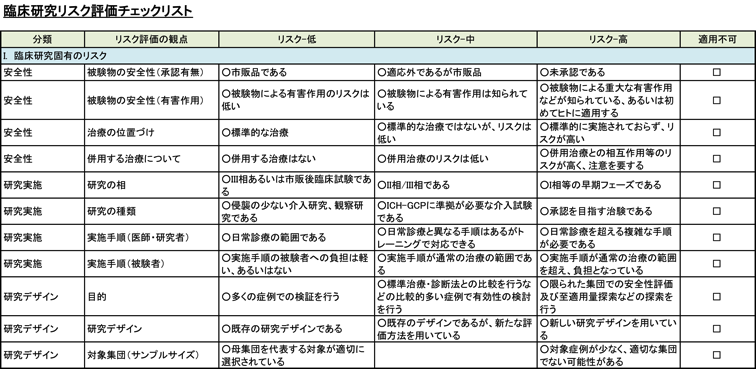 臨床研究リスク評価チェックリスト
分類 リスク評価の観点 リスク-低 リスク-中 リスク-高 適用不可
I. 臨床研究固有のリスク
安全性 被験物の安全性（承認有無） 〇市販品である 〇適応外であるが市販品 〇未承認である □
安全性 被験物の安全性（有害作用） 〇被験物による有害作用のリスクは
低い 〇被験物による有害作用は知られて
いる 〇被験物による重大な有害作用
などが知られている、あるいは初
めてヒトに適用する □
安全性 治療の位置づけ 〇標準的な治療 〇標準的な治療ではないが、リスクは
低い 〇標準的に実施されておらず、リ
スクが高い □
安全性 併用する治療について 〇併用する治療はない 〇併用治療のリスクは低い 〇併用治療との相互作用等のリ
スクが高く、注意を要する □
研究実施 研究の相 〇III相あるいは市販後臨床試験であ
る 〇II相/III相である 〇I相等の早期フェーズである □
研究実施 研究の種類 〇侵襲の少ない介入研究、観察研
究である 〇ICH-GCPに準拠が必要な介入試験
である 〇承認を目指す治験である □
研究実施 実施手順（医師・研究者） 〇日常診療の範囲である 〇日常診療と異なる手順はあるがト
レーニングで対応できる 〇日常診療を超える複雑な手順
が必要である □
研究実施 実施手順（被験者） 〇実施手順の被験者への負担は軽
い、あるいはない 〇実施手順が通常の治療の範囲であ
る 〇実施手順が通常の治療の範囲
を超え、負担となっている □
研究デザイン 目的 〇多くの症例での検証を行う 〇標準治療・診断法との比較を行うな
どの比較的多い症例で有効性の検討
を行う 〇限られた集団での安全性評価
及び至適用量探索などの探索を
行う □
研究デザイン 研究デザイン 〇既存の研究デザインである 〇既存のデザインであるが、新たな評
価方法を用いている 〇新しい研究デザインを用いてい
る □
研究デザイン 対象集団（サンプルサイズ） 〇母集団を代表する対象が適切に
選択されている 〇対象症例が少なく、適切な集団
でない可能性がある □